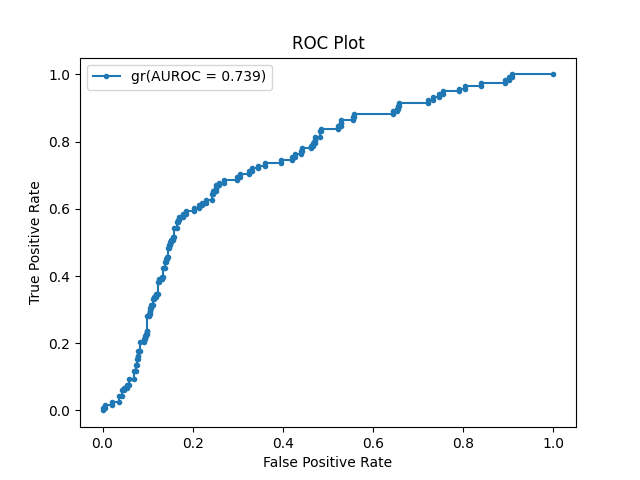 ROC Plot
gr(AUROC = 0.739)
1.0
0.8
0.6
0.4
0.2
0.0
True Positive Rate
0.0 0.2 0.4 0.6 0.8 1.0
False Positive Rate